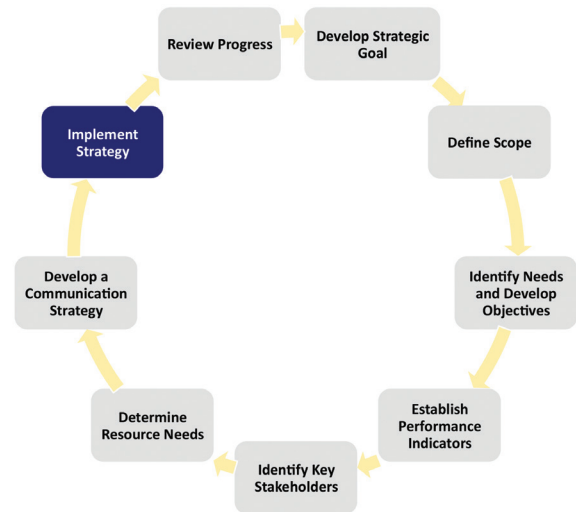 Review Progress
Develop Strategic
Goal
Define Scope
Identify Needs
and Develop
Objectives
Establish
Performance
Indicators
Identify Key
Stakeholders
Determine
Resource Needs
Develop a
Communication
Strategy
Implement
Strategy